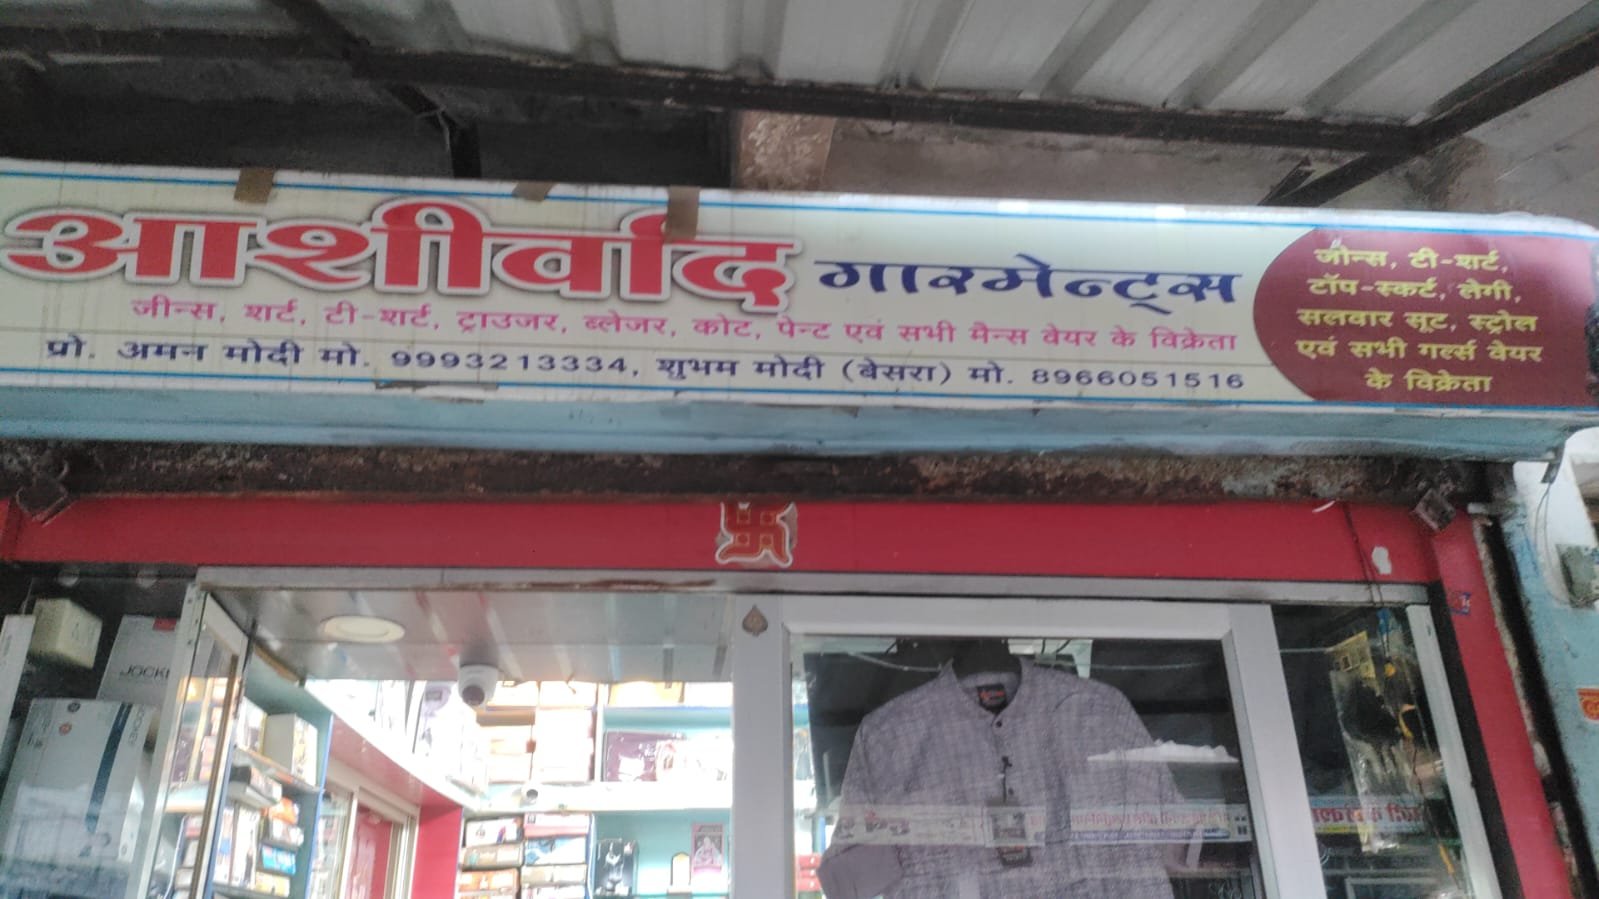 आशीर्वाद गारमेन्ट्स
जीन्स, शर्ट, टी-शर्ट, ट्राउजर, ब्लेजर, कोट, पेन्ट एवं सभी मैन्स वेयर के विक्रेता
प्रो. अमन मोदी मो. 9993213334, शुभम मोदी (बेसरा) मो. 8966051516
जीन्स, टी-शर्ट,
टॉप-स्कर्ट, लेगी,
सलवार सूट, स्ट्रोल
एवं सभी गर्ल्स वेयर
के विक्रेता
JOCKEY